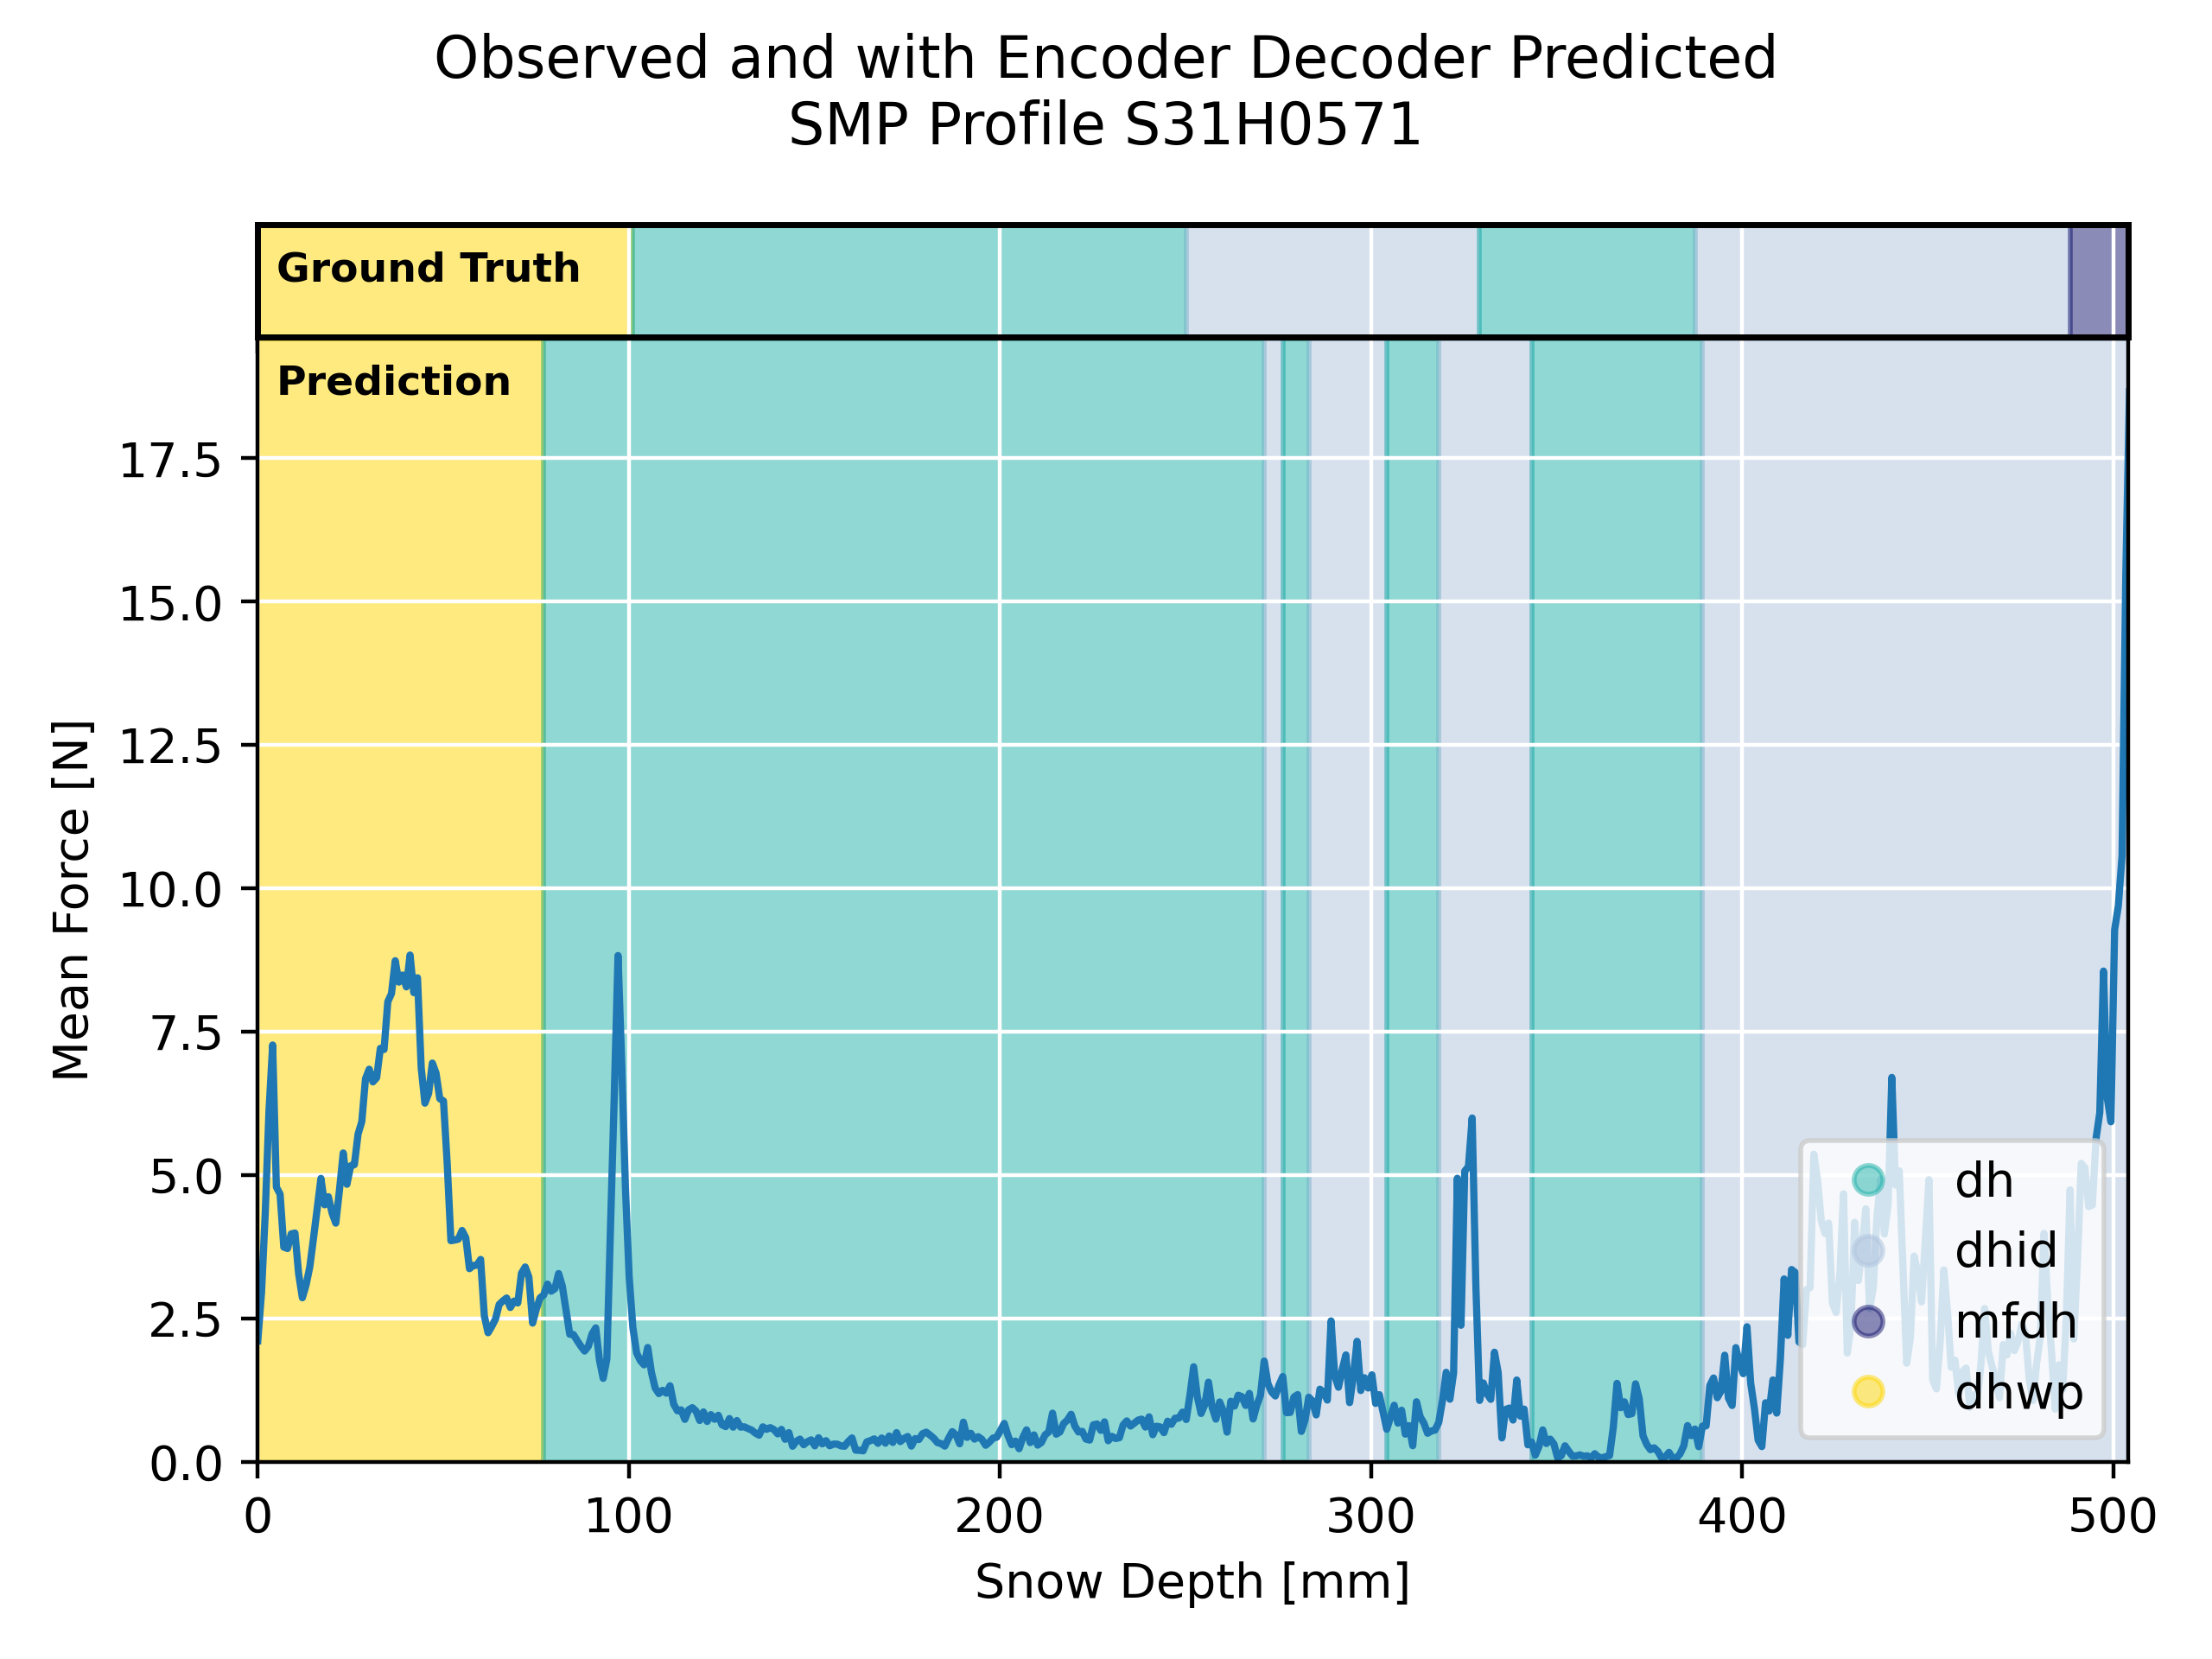 Observed and with Encoder Decoder Predicted
SMP Profile S31H0571
Ground Truth
Prediction
17.5
15.0
12.5
10.0
7.5
5.0
2.5
0.0
Mean Force [N]
dh
dhid
mfdh
dhwp
0 100 200 300 400 500
Snow Depth [mm]